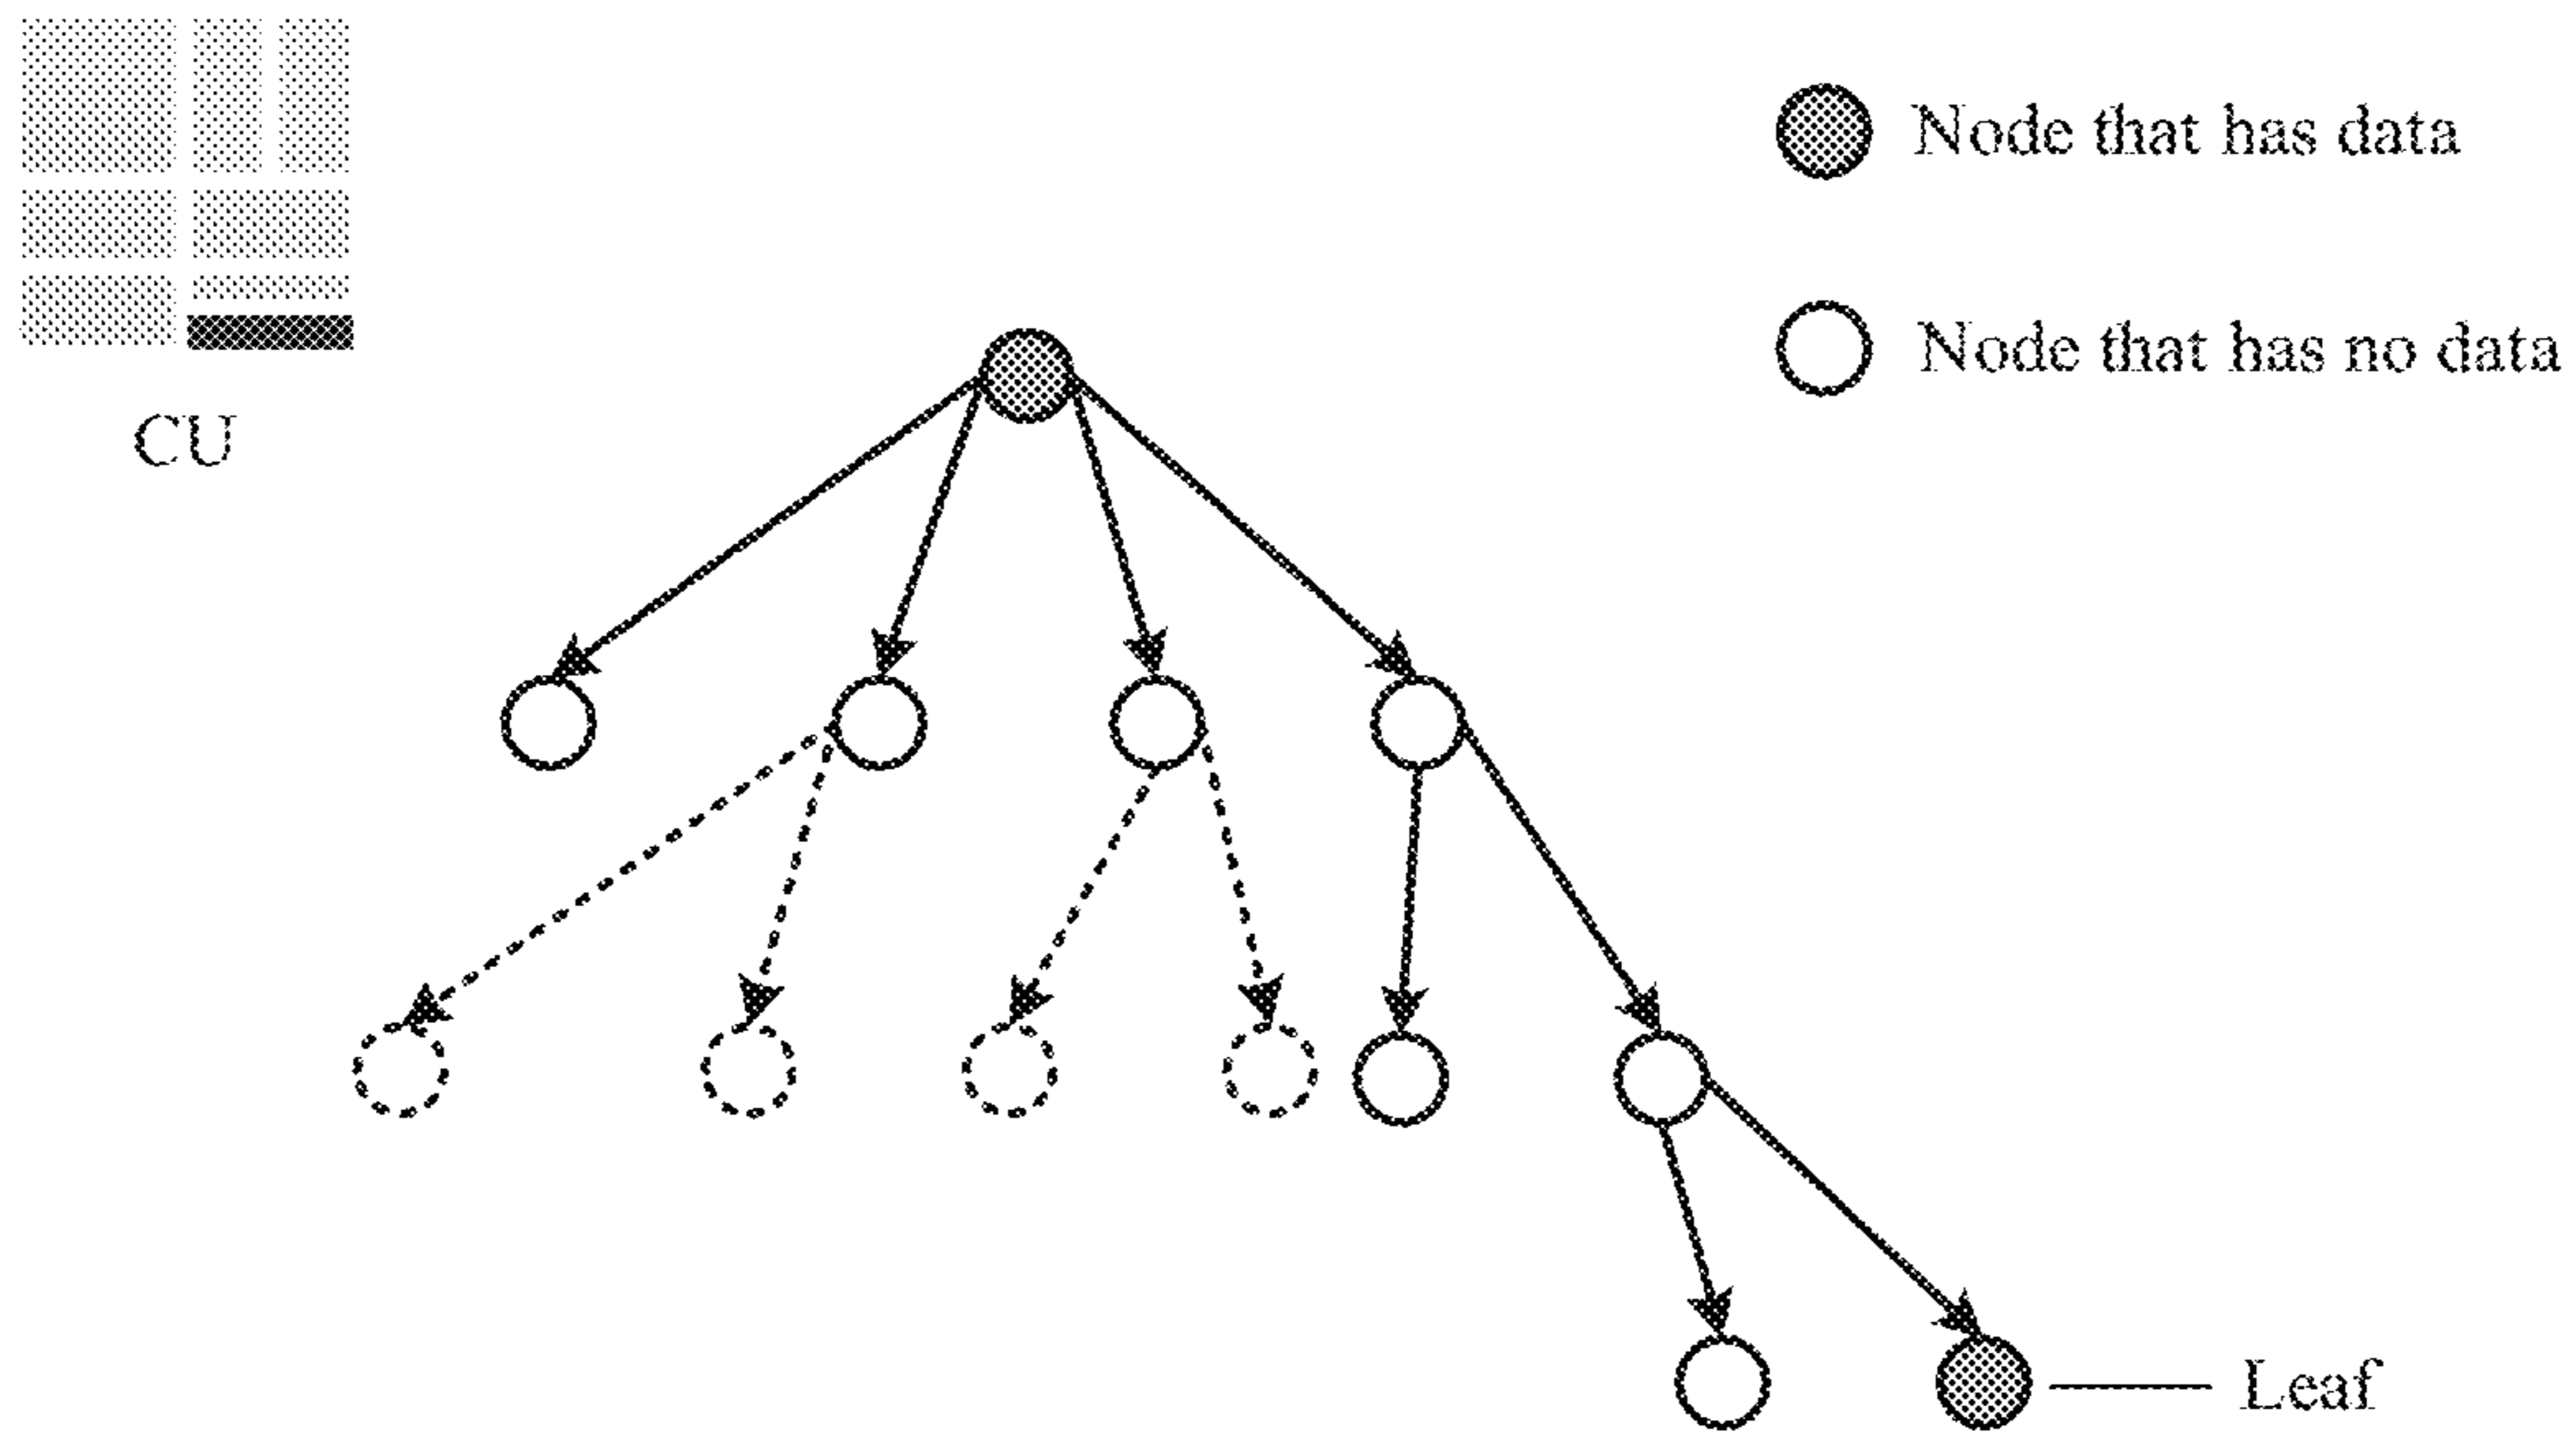 Node that has data
Node that has no data
CU
Leaf